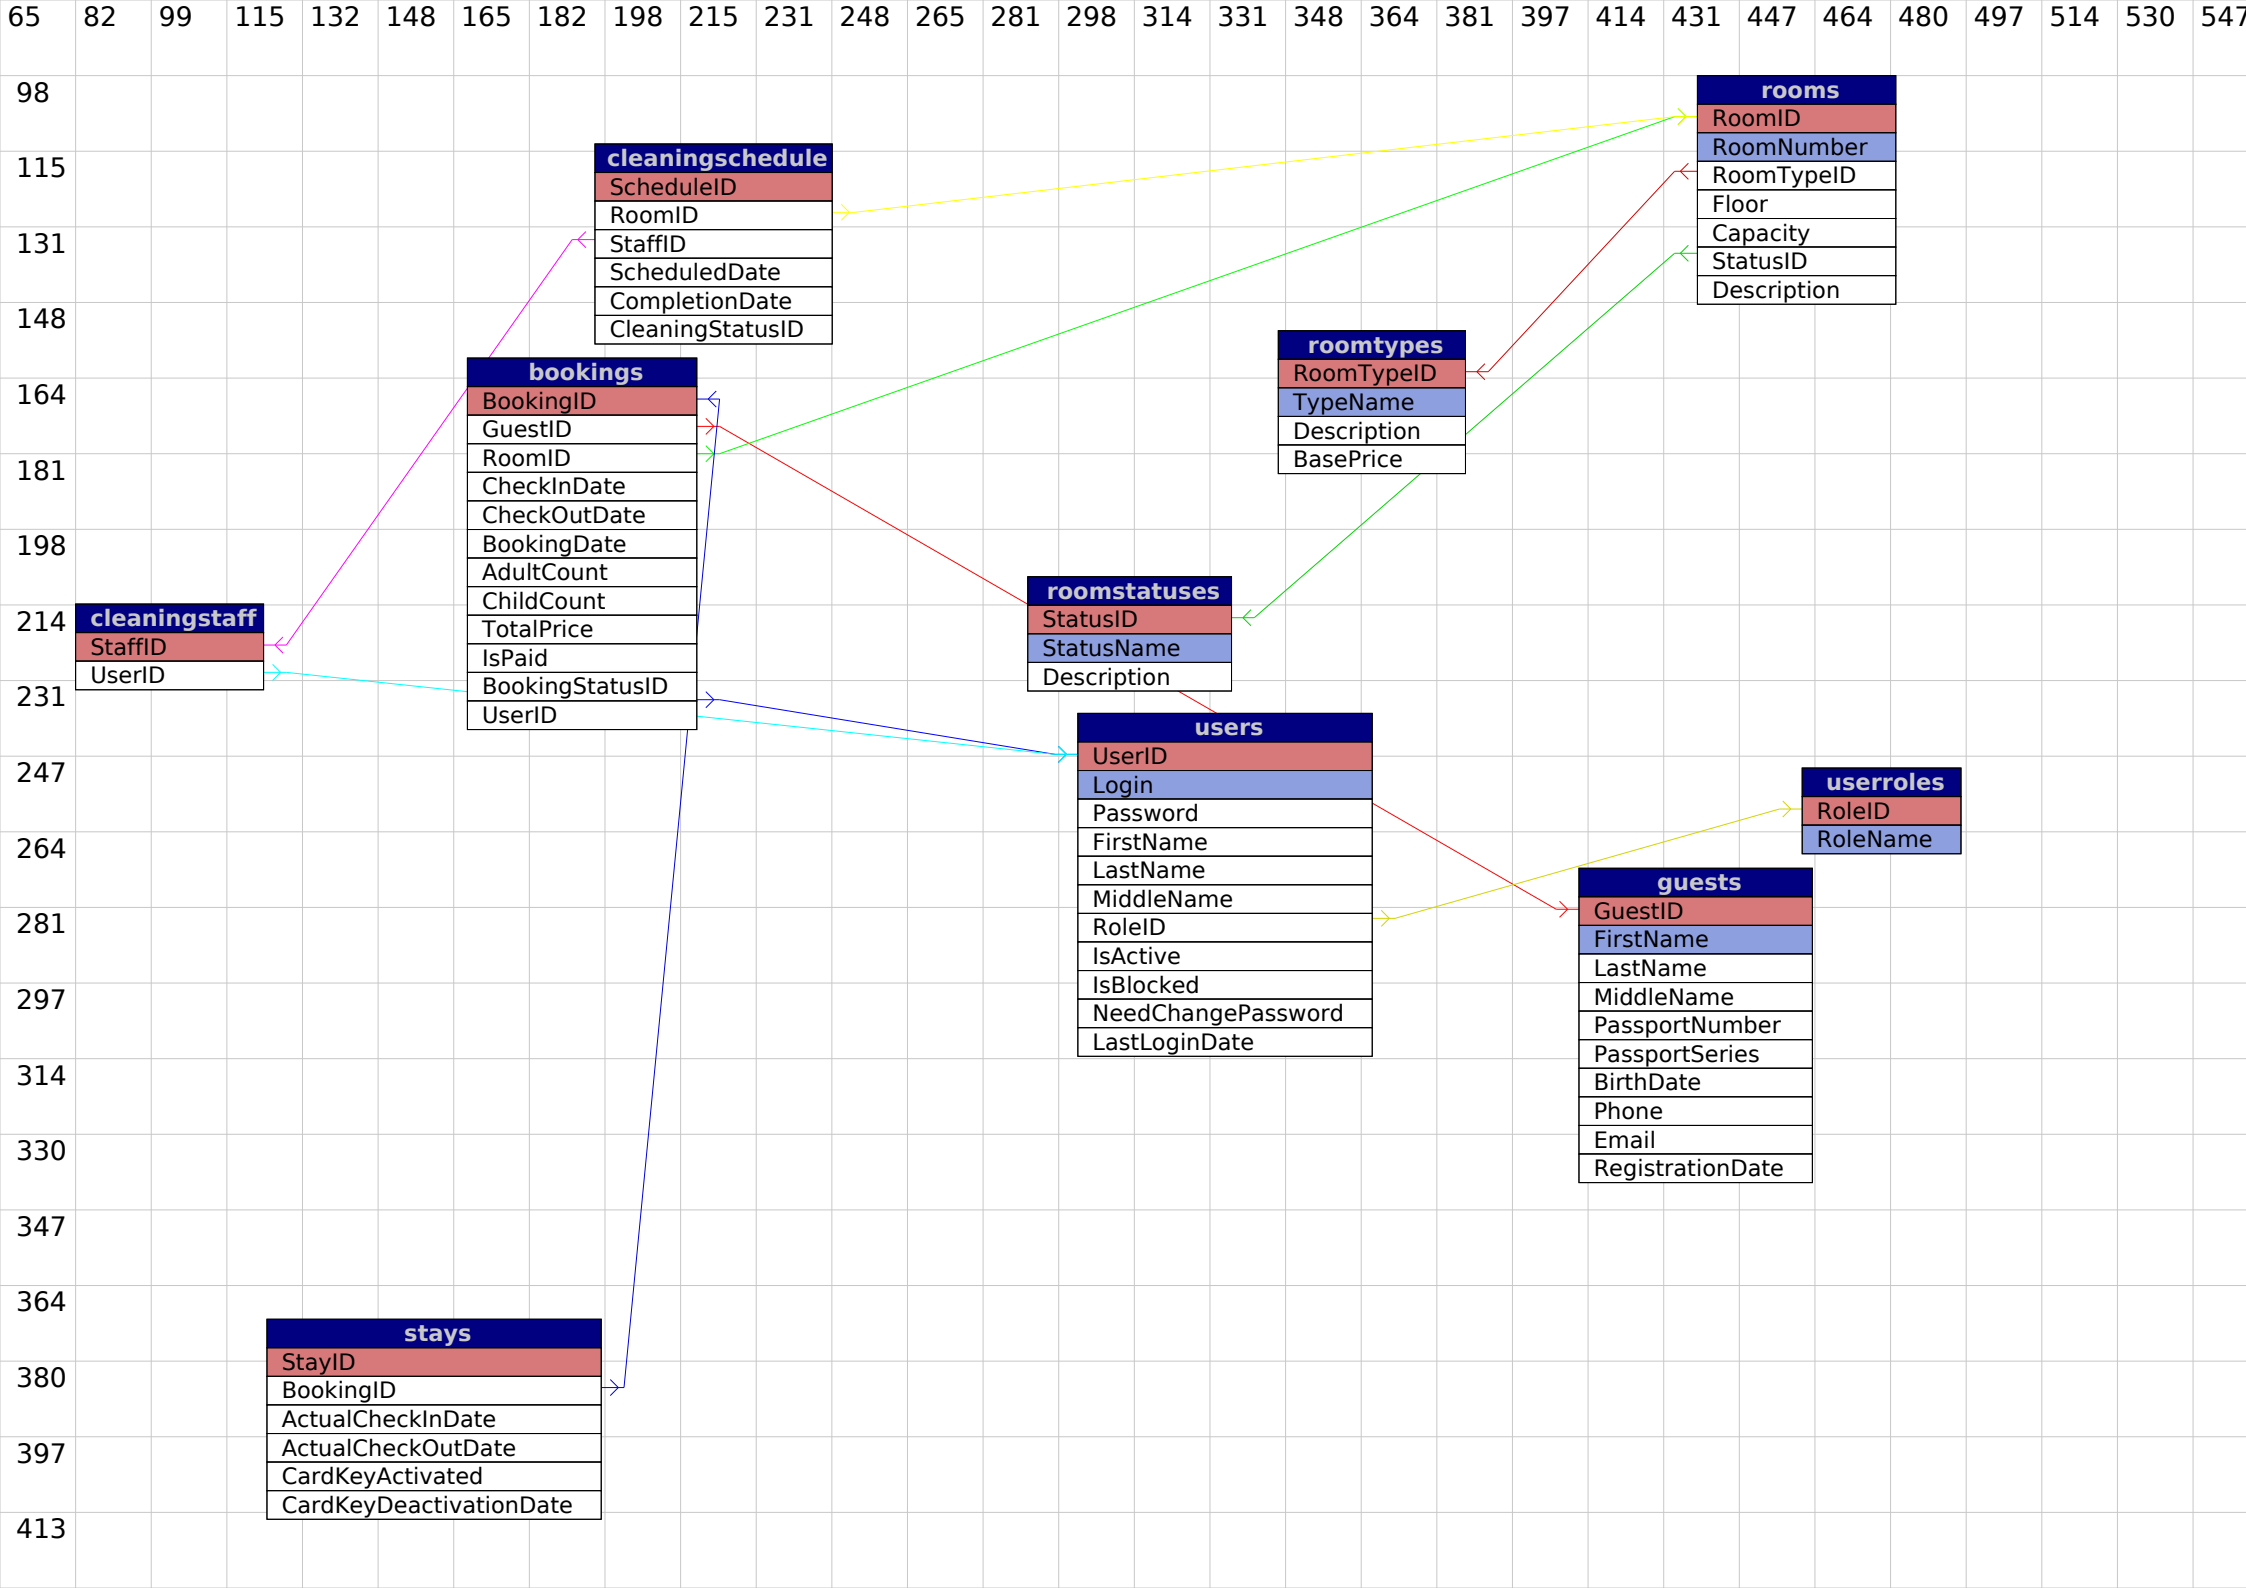 65 82 99 115 132 148 165 182 198 215 231 248 265 281 298 314 331 348 364 381 397 414 431 447 464 480 497 514 530 547
98
115
131
148
164
181
198
214
231
247
264
281
297
314
330
347
364
380
397
413
rooms
RoomID
RoomNumber
RoomTypeID
Floor
Capacity
StatusID
Description
cleaningschedule
ScheduleID
RoomID
StaffID
ScheduledDate
CompletionDate
CleaningStatusID
roomtypes
RoomTypeID
TypeName
Description
BasePrice
bookings
BookingID
GuestID
RoomID
CheckInDate
CheckOutDate
BookingDate
AdultCount
ChildCount
TotalPrice
IsPaid
BookingStatusID
UserID
roomstatuses
StatusID
StatusName
Description
cleaningstaff
StaffID
UserID
users
UserID
Login
Password
FirstName
LastName
MiddleName
RoleID
IsActive
IsBlocked
NeedChangePassword
LastLoginDate
userroles
RoleID
RoleName
guests
GuestID
FirstName
LastName
MiddleName
PassportNumber
PassportSeries
BirthDate
Phone
Email
RegistrationDate
stays
StayID
BookingID
ActualCheckInDate
ActualCheckOutDate
CardKeyActivated
CardKeyDeactivationDate